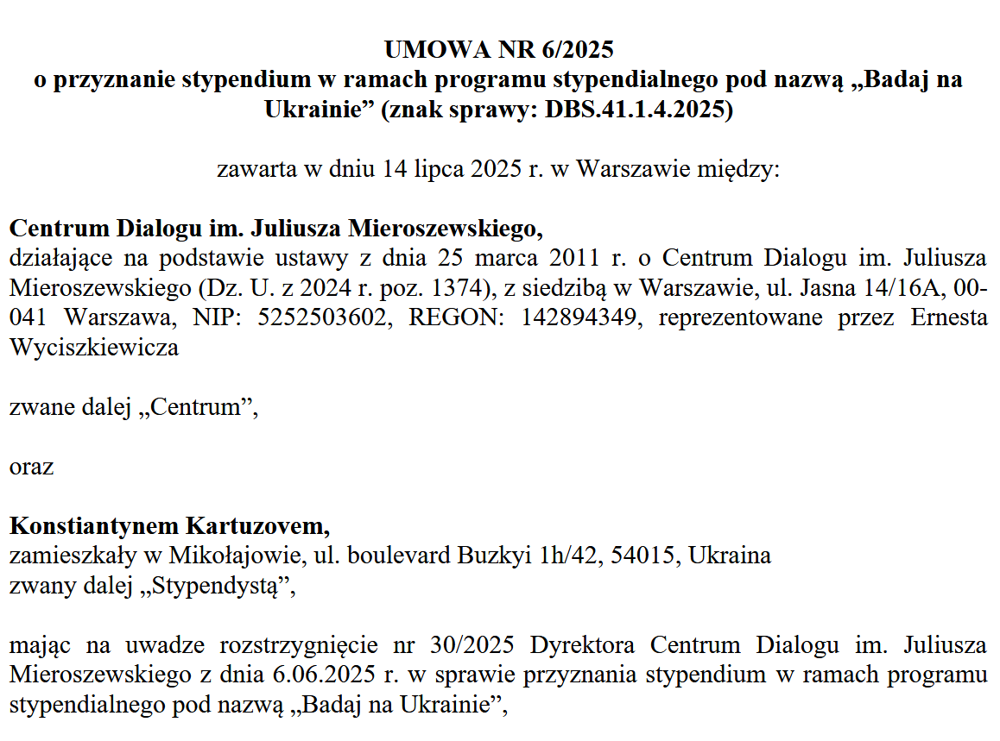 UMOWA NR 6/2025
o przyznanie stypendium w ramach programu stypendialnego pod nazwą „Badaj na
Ukrainie” (znak sprawy: DBS.41.1.4.2025)
zawarta w dniu 14 lipca 2025 r. w Warszawie między:
Centrum Dialogu im. Juliusza Mieroszewskiego,
działające na podstawie ustawy z dnia 25 marca 2011 r. o Centrum Dialogu im. Juliusza
Mieroszewskiego (Dz. U. z 2024 r. poz. 1374), z siedzibą w Warszawie, ul. Jasna 14/16A, 00-
041 Warszawa, NIP: 5252503602, REGON: 142894349, reprezentowane przez Ernesta
Wyciszkiewicza
zwane dalej „Centrum”,
oraz
Konstiantynem Kartuzovem,
zamieszkały w Mikołajowie, ul. boulevard Buzkyi 1h/42, 54015, Ukraina
zwany dalej „Stypendystą”,
mając na uwadze rozstrzygnięcie nr 30/2025 Dyrektora Centrum Dialogu im. Juliusza
Mieroszewskiego z dnia 6.06.2025 r. w sprawie przyznania stypendium w ramach programu
stypendialnego pod nazwą „Badaj na Ukrainie”,